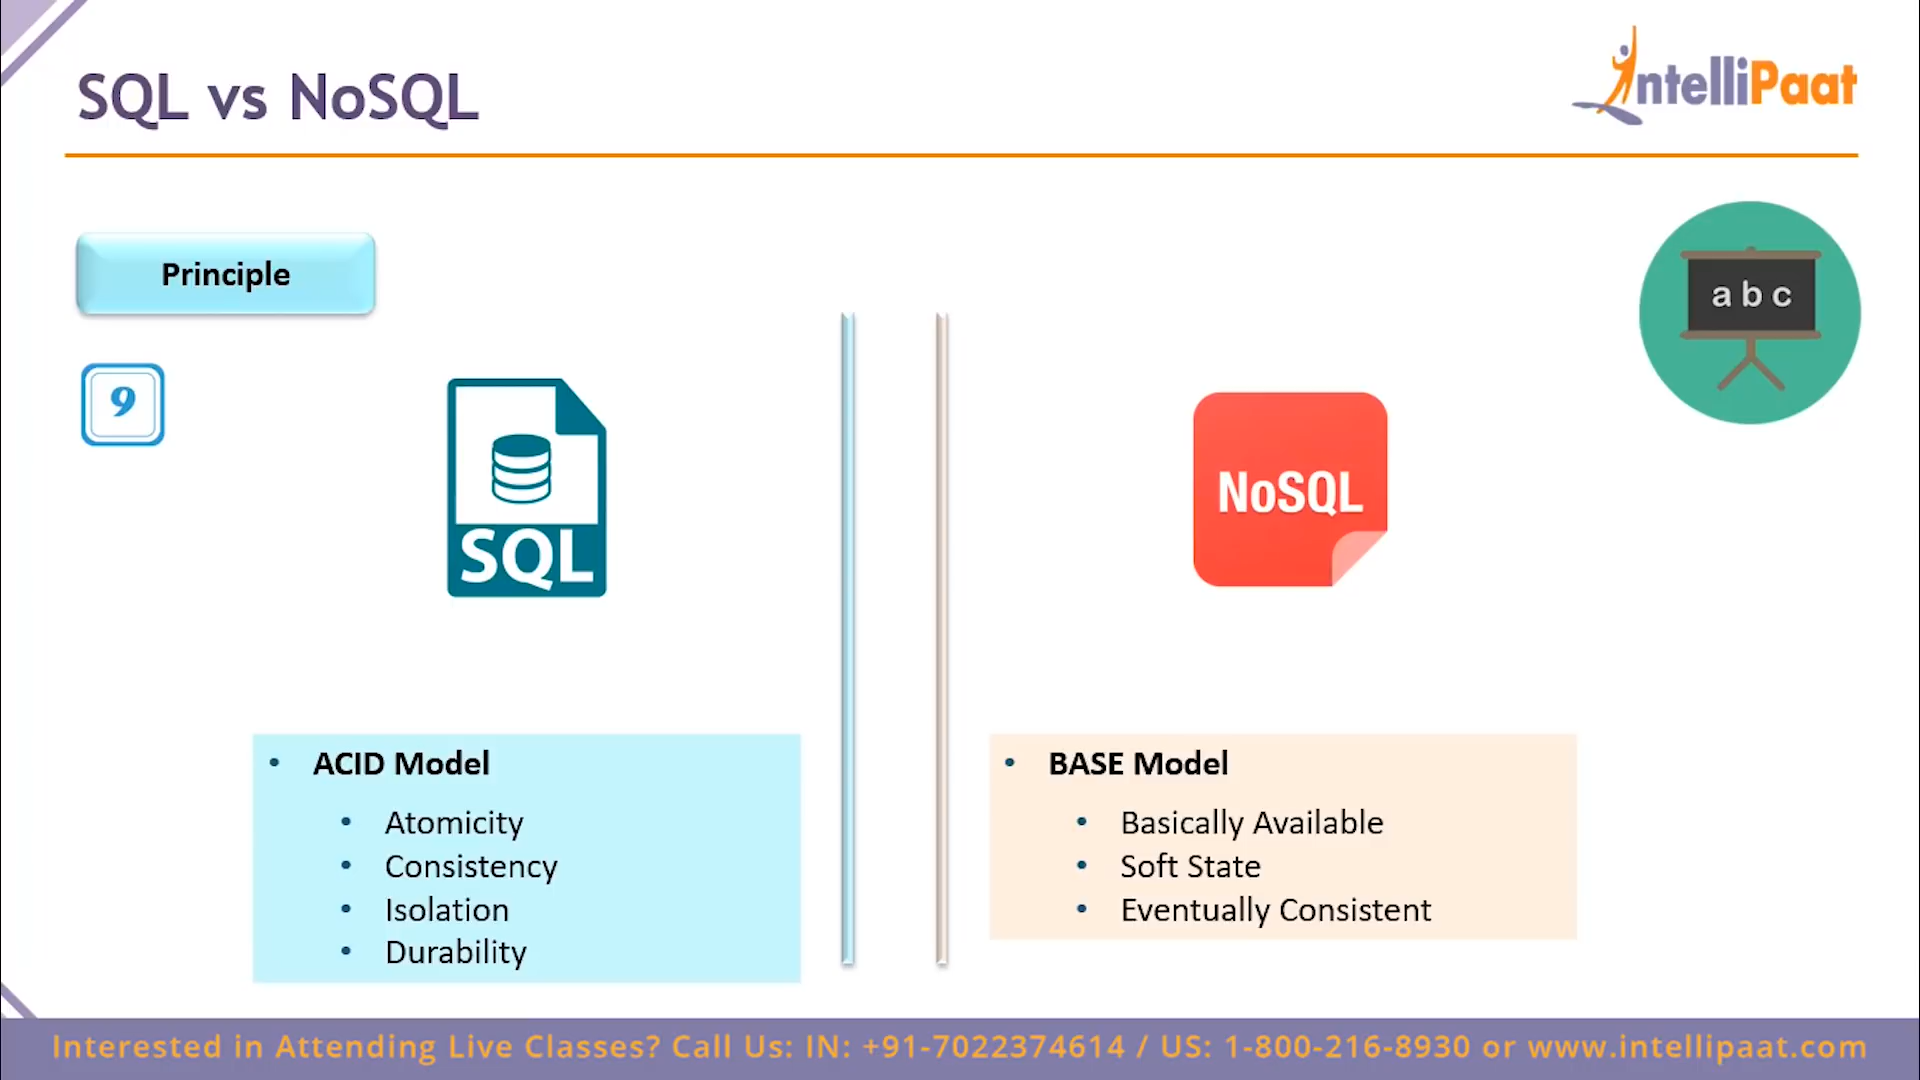 SQL vs NoSQL
IntelliPaat
Principle
a b c
9
SQL
NoSQL
• ACID Model
• Atomicity
• Consistency
• Isolation
• Durability
• BASE Model
• Basically Available
• Soft State
• Eventually Consistent
Interested in Attending Live Classes? Call Us: IN: +91-7022374614 / US: 1-800-216-8930 or www.intellipaat.com